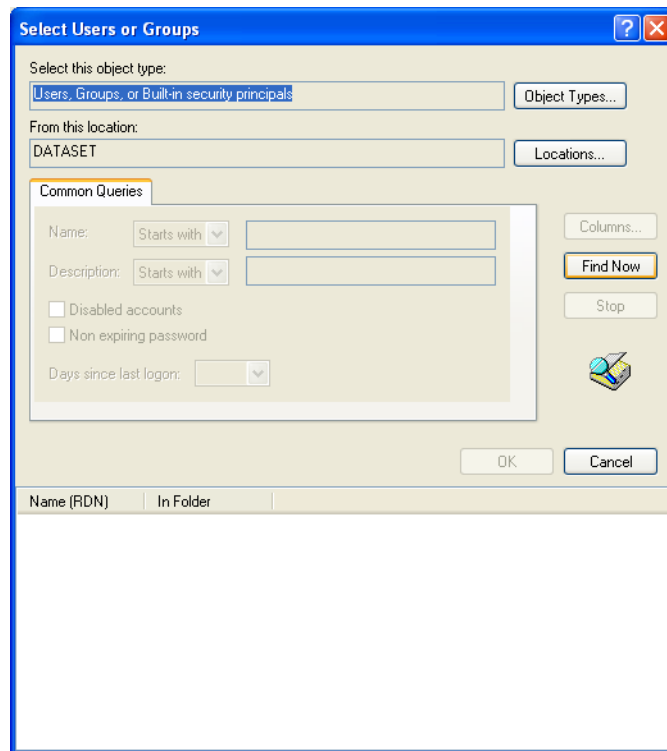 Select Users or Groups
Select this object type:
Users, Groups, or Built-in security principals
Object Types...
From this location:
DATASET
Locations...
Common Queries
Name: Starts with
Description: Starts with
Disabled accounts
Non expiring password
Days since last logon:
Columns...
Find Now
Stop
OK Cancel
Name (RDN) In Folder